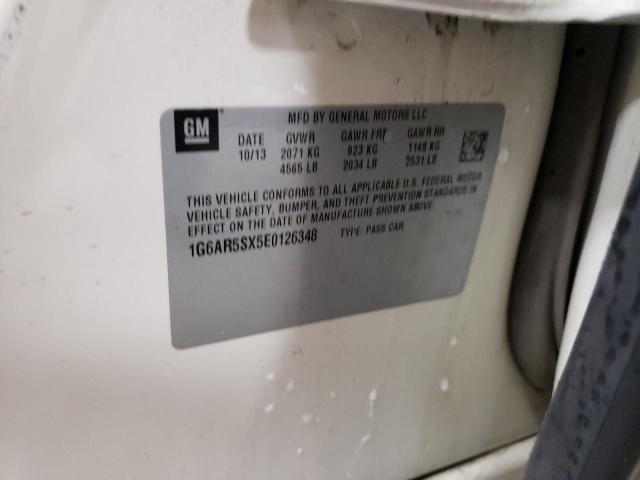 GM
MFD BY GENERAL MOTORS LLC
DATE GVWR GAWR FRT GAWR RR
10/13 2071 KG 923 KG 1148 KG
4565 LB 2034 LB 2531 LB
THIS VEHICLE CONFORMS TO ALL APPLICABLE U.S. FEDERAL MOTOR
VEHICLE SAFETY, BUMPER, AND THEFT PREVENTION STANDARDS IN
EFFECT ON THE DATE OF MANUFACTURE SHOWN ABOVE.
1G6AR5SX5E0126348 TYPE: PASS CAR